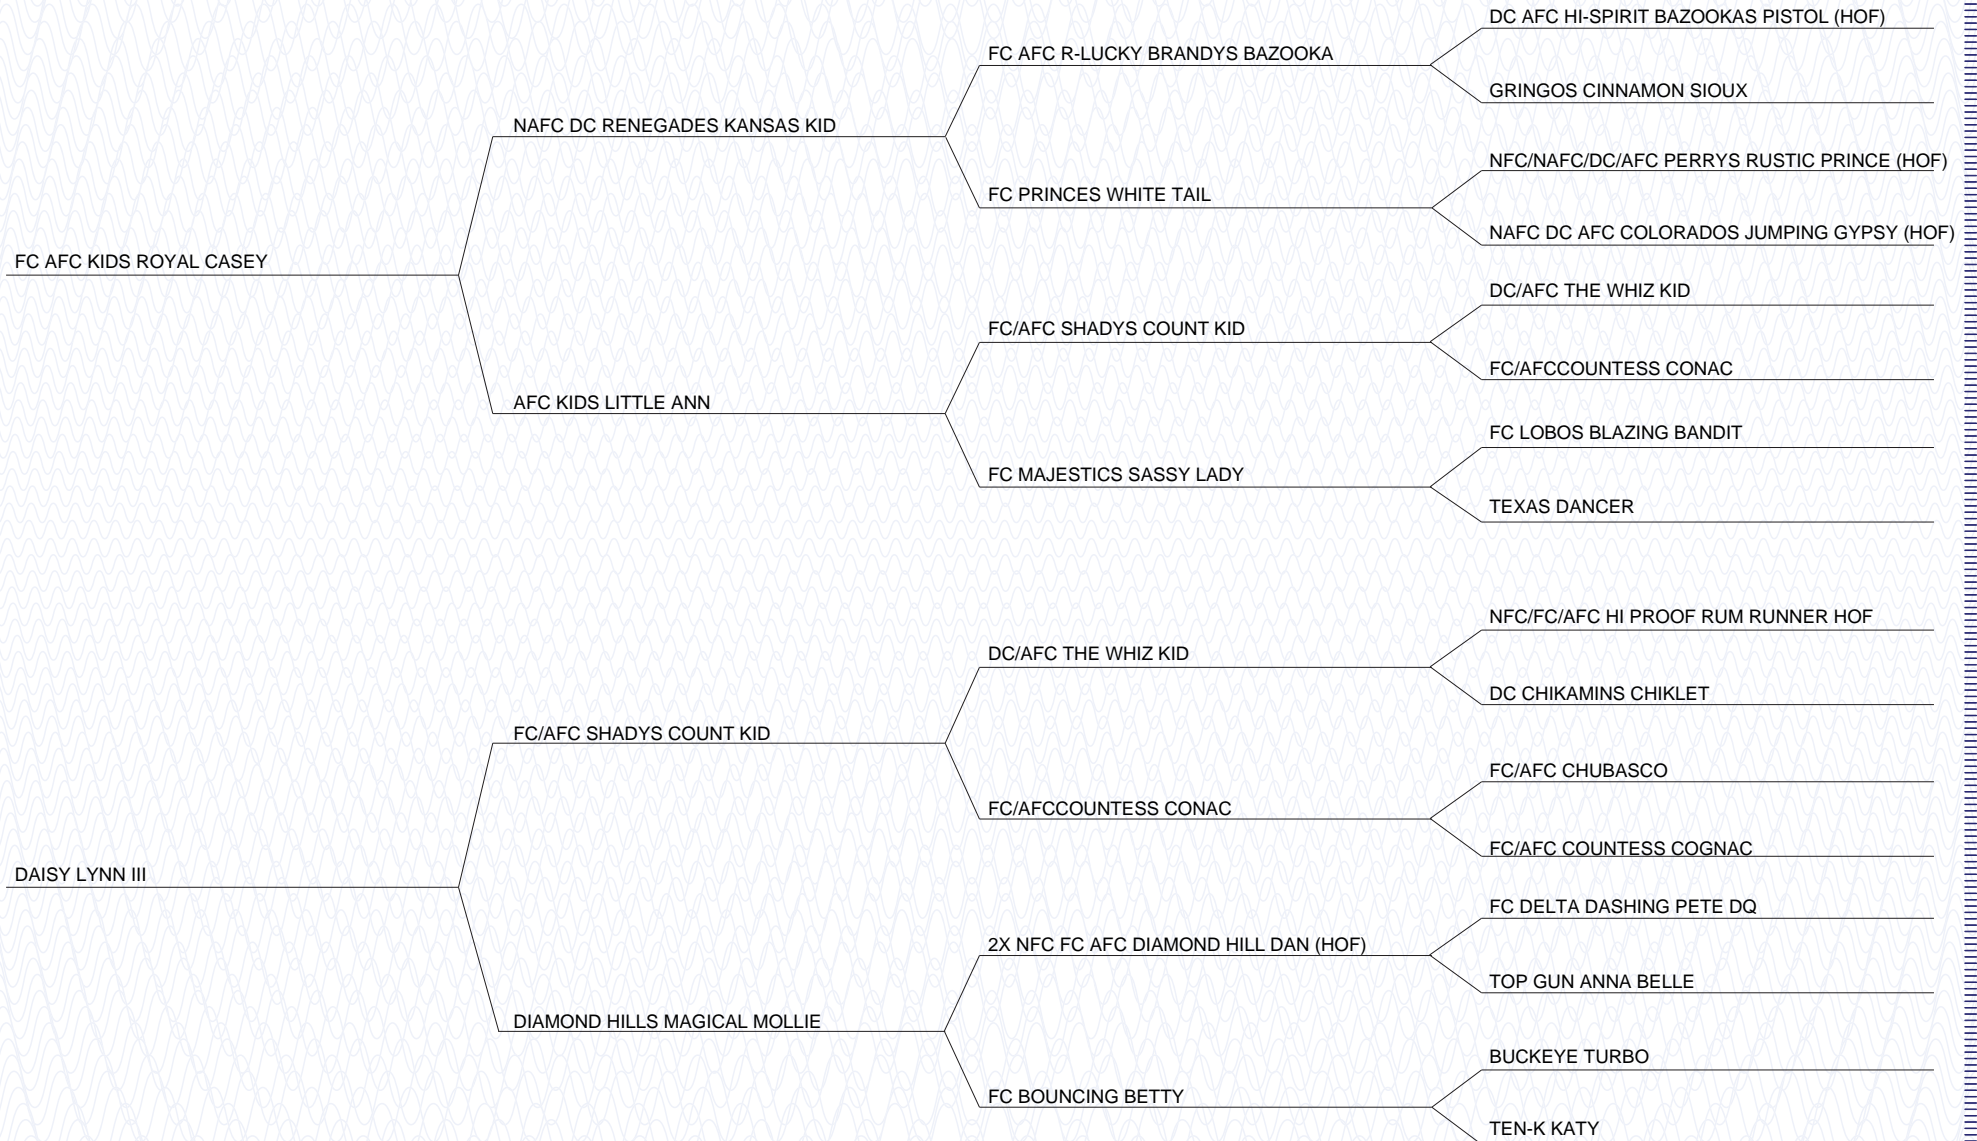 DC AFC HI-SPIRIT BAZOOKAS PISTOL (HOF)
FC AFC R-LUCKY BRANDYS BAZOOKA
GRINGOS CINNAMON SIOUX
NAFC DC RENEGADES KANSAS KID
NFC/NAFC/DC/AFC PERRYS RUSTIC PRINCE (HOF)
FC PRINCES WHITE TAIL
NAFC DC AFC COLORADOS JUMPING GYPSY (HOF)
FC AFC KIDS ROYAL CASEY
DC/AFC THE WHIZ KID
FC/AFC SHADYS COUNT KID
FC/AFCCOUNTESS CONAC
AFC KIDS LITTLE ANN
FC LOBOS BLAZING BANDIT
FC MAJESTICS SASSY LADY
TEXAS DANCER
NFC/FC/AFC HI PROOF RUM RUNNER HOF
DC/AFC THE WHIZ KID
DC CHIKAMINS CHIKLET
FC/AFC SHADYS COUNT KID
FC/AFC CHUBASCO
FC/AFCCOUNTESS CONAC
FC/AFC COUNTESS COGNAC
DAISY LYNN III
FC DELTA DASHING PETE DQ
2X NFC FC AFC DIAMOND HILL DAN (HOF)
TOP GUN ANNA BELLE
DIAMOND HILLS MAGICAL MOLLIE
BUCKEYE TURBO
FC BOUNCING BETTY
TEN-K KATY